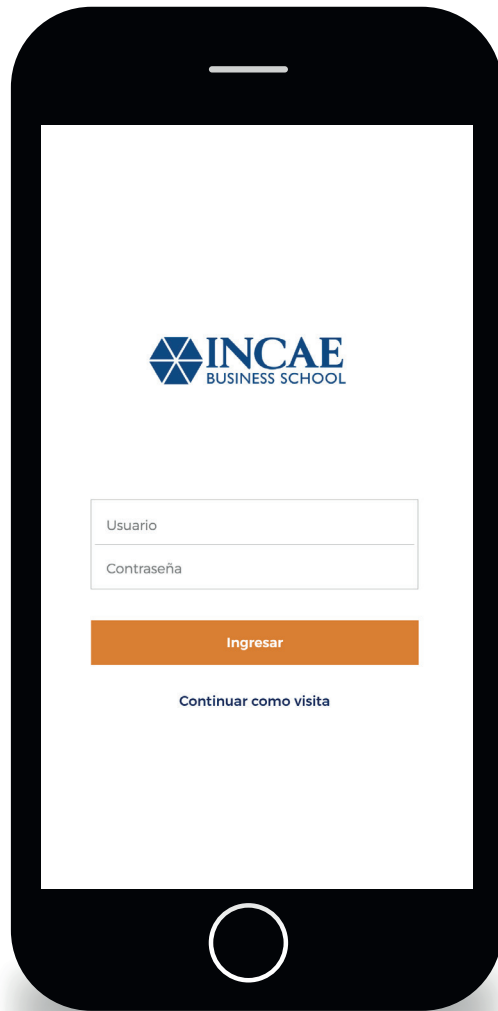 INCAE
BUSINESS SCHOOL
Usuario
Contraseña
Ingresar
Continuar como visita